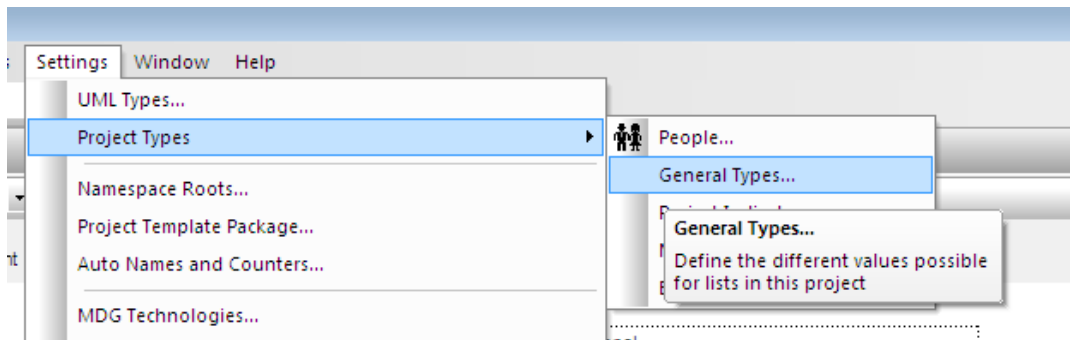 Settings Window Help
UML Types...
Project Types
People...
General Types...
Namespace Roots...
Project Template Package...
General Types...
Define the different values possible
for lists in this project
Auto Names and Counters...
MDG Technologies...